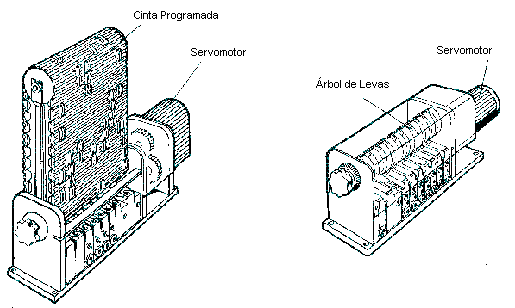 Cinta Programada
Servomotor
Servomotor
Árbol de Levas